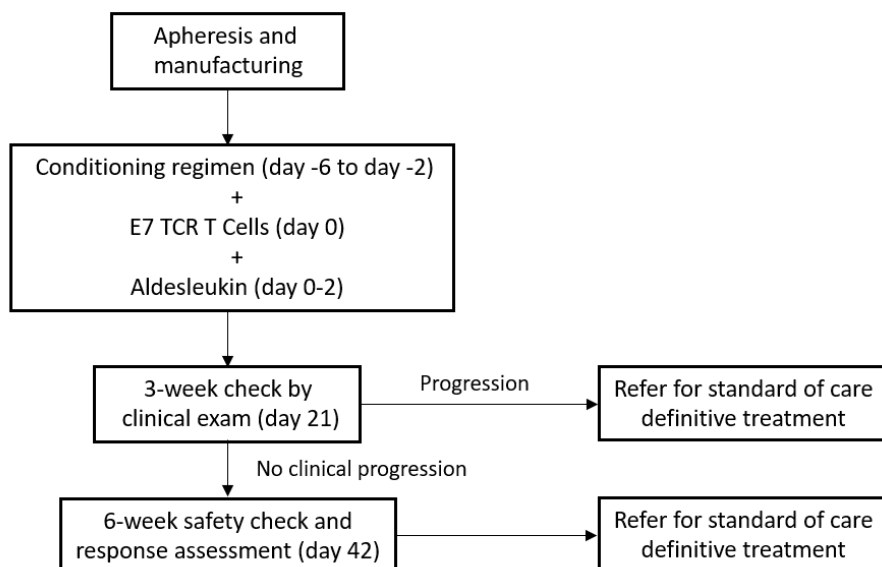 Apheresis and
manufacturing
Conditioning regimen (day -6 to day -2)
+
E7 TCR T Cells (day 0)
+
Aldesleukin (day 0-2)
3-week check by
clinical exam (day 21)
Progression
Refer for standard of care
definitive treatment
No clinical progression
6-week safety check and
response assessment (day 42)
Refer for standard of care
definitive treatment